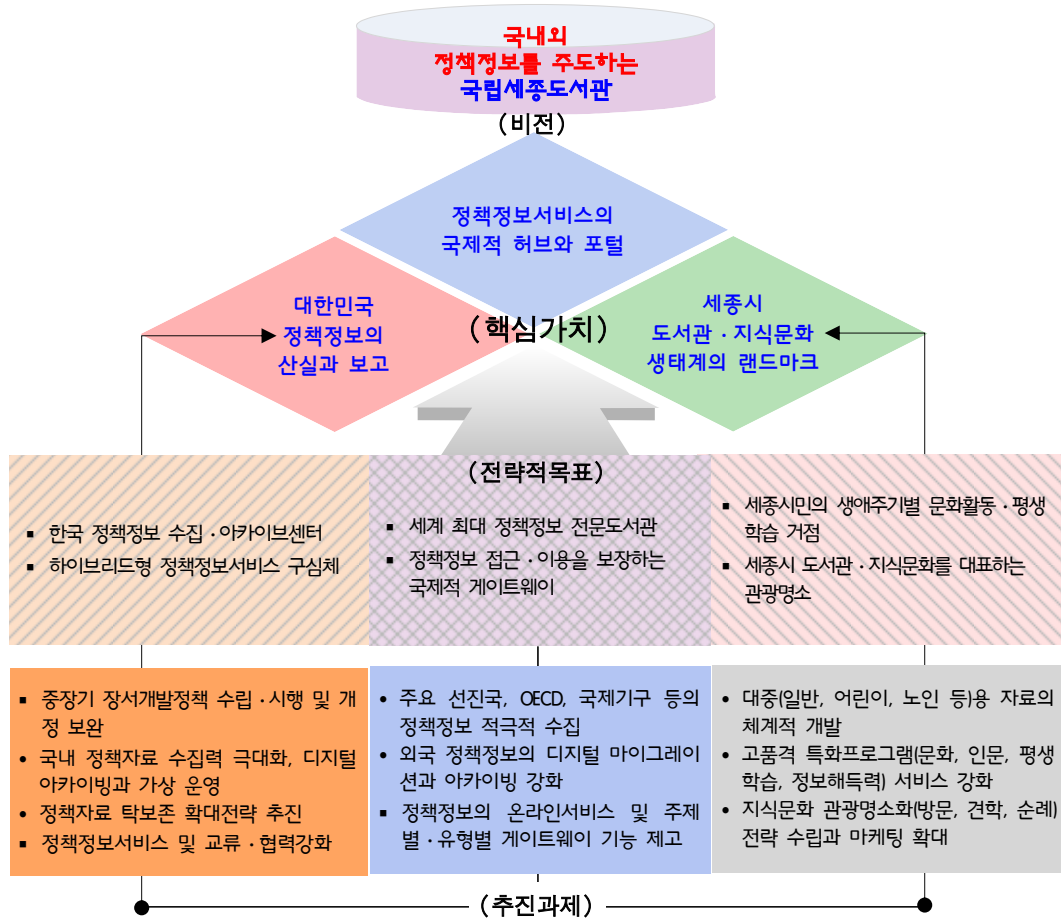 국내외
정책정보를 주도하는
국립세종도서관
(비전)
정책정보서비스의
국제적 허브와 포털
대한민국
정책정보의
산실과 보고
(핵심가치)
세종시
도서관·지식문화
생태계의 랜드마크
(전략적목표)
▪ 한국 정책정보 수집·아카이브센터
▪ 하이브리드형 정책정보서비스 구심체
▪ 세계 최대 정책정보 전문도서관
▪ 정책정보 접근·이용을 보장하는
국제적 게이트웨이
▪ 세종시민의 생애주기별 문화활동·평생
학습 거점
▪ 세종시 도서관·지식문화를 대표하는
관광명소
▪ 중장기 장서개발정책 수립·시행 및 개
정 보완
• 국내 정책자료 수집력 극대화, 디지털
아카이빙과 가상 운영
• 정책자료 탁보존 확대전략 추진
▪ 정책정보서비스 및 교류·협력강화
• 주요 선진국, OECD, 국제기구 등의
정책정보 적극적 수집
• 외국 정책정보의 디지털 마이그레이
션과 아카이빙 강화
▪ 정책정보의 온라인서비스 및 주제
별·유형별 게이트웨이 기능 제고
• 대중(일반, 어린이, 노인 등)용 자료의
체계적 개발
• 고품격 특화프로그램(문화, 인문, 평생
학습, 정보해득력) 서비스 강화
• 지식문화 관광명소화(방문, 견학, 순례)
전략 수립과 마케팅 확대
(추진과제)